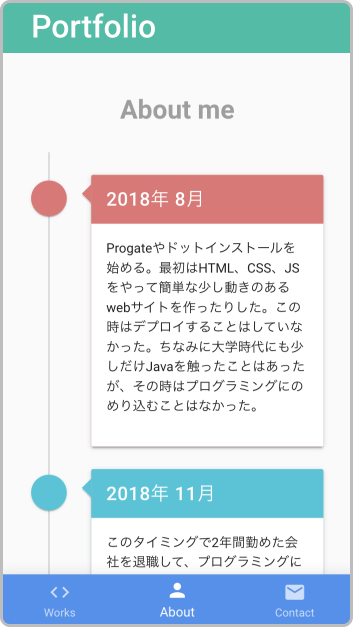 Portfolio
About me
2018年 8月
Progateやドットインストールを
始める。最初はHTML、CSS、JS
をやって簡単な少し動きのある
webサイトを作ったりした。この
時はデプロイすることはしていな
かった。ちなみに大学時代にも少
しだけJavaを触ったことはあった
が、その時はプログラミングにの
めり込むことはなかった。
2018年 11月
このタイミングで2年間勤めた会
社を退職して、プログラミングに
Works
About
Contact